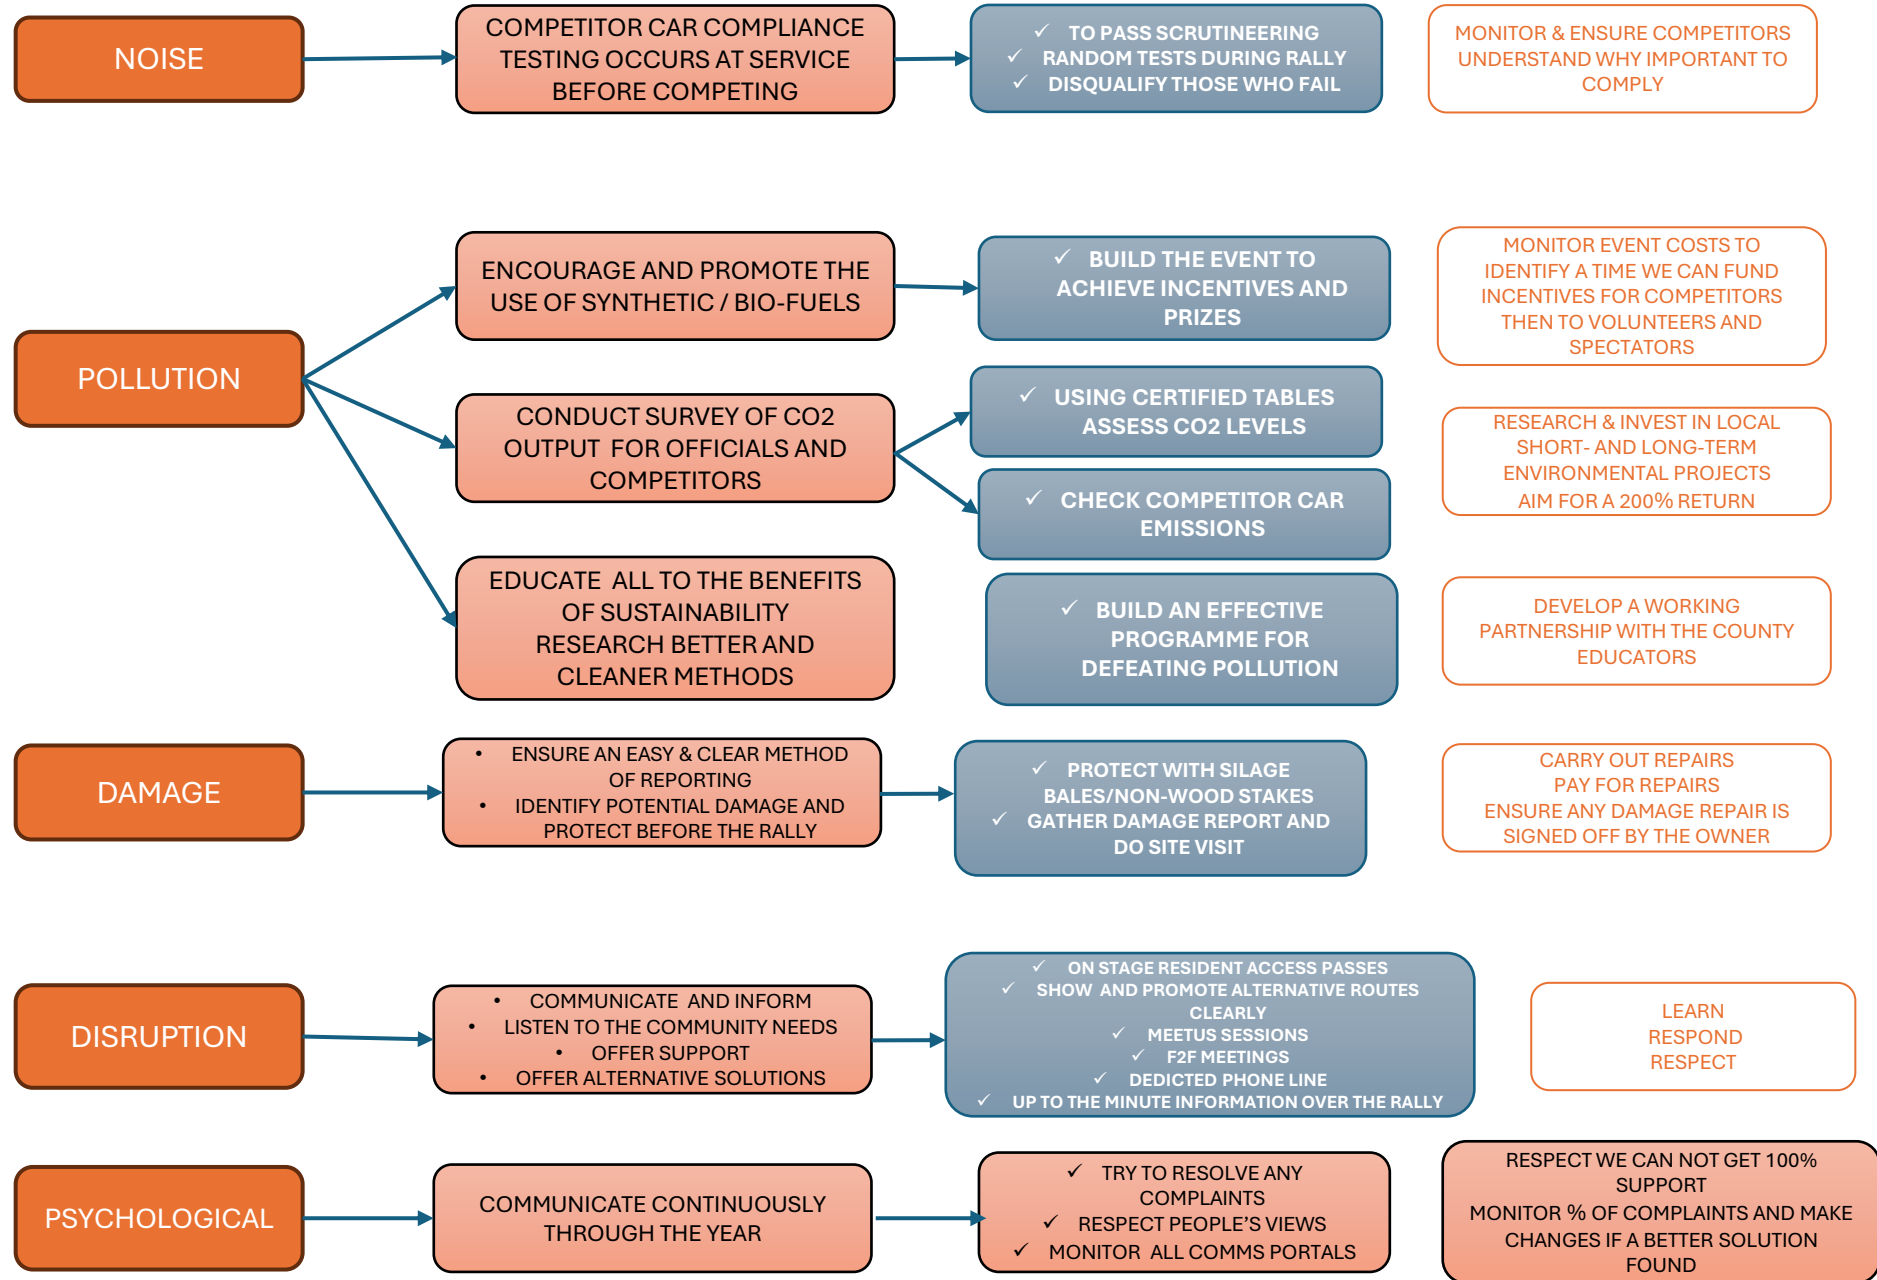 NOISE
COMPETITOR CAR COMPLIANCE
TESTING OCCURS AT SERVICE
BEFORE COMPETING
✓ TO PASS SCRUTINEERING
✓ RANDOM TESTS DURING RALLY
✓ DISQUALIFY THOSE WHO FAIL
MONITOR & ENSURE COMPETITORS
UNDERSTAND WHY IMPORTANT TO
COMPLY
POLLUTION
ENCOURAGE AND PROMOTE THE
USE OF SYNTHETIC / BIO-FUELS
✓ BUILD THE EVENT TO
ACHIEVE INCENTIVES AND
PRIZES
MONITOR EVENT COSTS TO
IDENTIFY A TIME WE CAN FUND
INCENTIVES FOR COMPETITORS
THEN TO VOLUNTEERS AND
SPECTATORS
CONDUCT SURVEY OF CO2
OUTPUT FOR OFFICIALS AND
COMPETITORS
✓ USING CERTIFIED TABLES
ASSESS CO2 LEVELS
✓ CHECK COMPETITOR CAR
EMISSIONS
RESEARCH & INVEST IN LOCAL
SHORT- AND LONG-TERM
ENVIRONMENTAL PROJECTS
AIM FOR A 200% RETURN
EDUCATE ALL TO THE BENEFITS
OF SUSTAINABILITY
RESEARCH BETTER AND
CLEANER METHODS
✓ BUILD AN EFFECTIVE
PROGRAMME FOR
DEFEATING POLLUTION
DEVELOP A WORKING
PARTNERSHIP WITH THE COUNTY
EDUCATORS
DAMAGE
• ENSURE AN EASY & CLEAR METHOD
OF REPORTING
• IDENTIFY POTENTIAL DAMAGE AND
PROTECT BEFORE THE RALLY
✓ PROTECT WITH SILAGE
BALES/NON-WOOD STAKES
✓ GATHER DAMAGE REPORT AND
DO SITE VISIT
CARRY OUT REPAIRS
PAY FOR REPAIRS
ENSURE ANY DAMAGE REPAIR IS
SIGNED OFF BY THE OWNER
DISRUPTION
• COMMUNICATE AND INFORM
• LISTEN TO THE COMMUNITY NEEDS
• OFFER SUPPORT
• OFFER ALTERNATIVE SOLUTIONS
✓ ON STAGE RESIDENT ACCESS PASSES
✓ SHOW AND PROMOTE ALTERNATIVE ROUTES
CLEARLY
✓ MEETUS SESSIONS
✓ F2F MEETINGS
✓ DEDICTED PHONE LINE
✓ UP TO THE MINUTE INFORMATION OVER THE RALLY
LEARN
RESPOND
RESPECT
PSYCHOLOGICAL
COMMUNICATE CONTINUOUSLY
THROUGH THE YEAR
✓ TRY TO RESOLVE ANY
COMPLAINTS
✓ RESPECT PEOPLE'S VIEWS
✓ MONITOR ALL COMMS PORTALS
RESPECT WE CAN NOT GET 100%
SUPPORT
MONITOR % OF COMPLAINTS AND MAKE
CHANGES IF A BETTER SOLUTION
FOUND